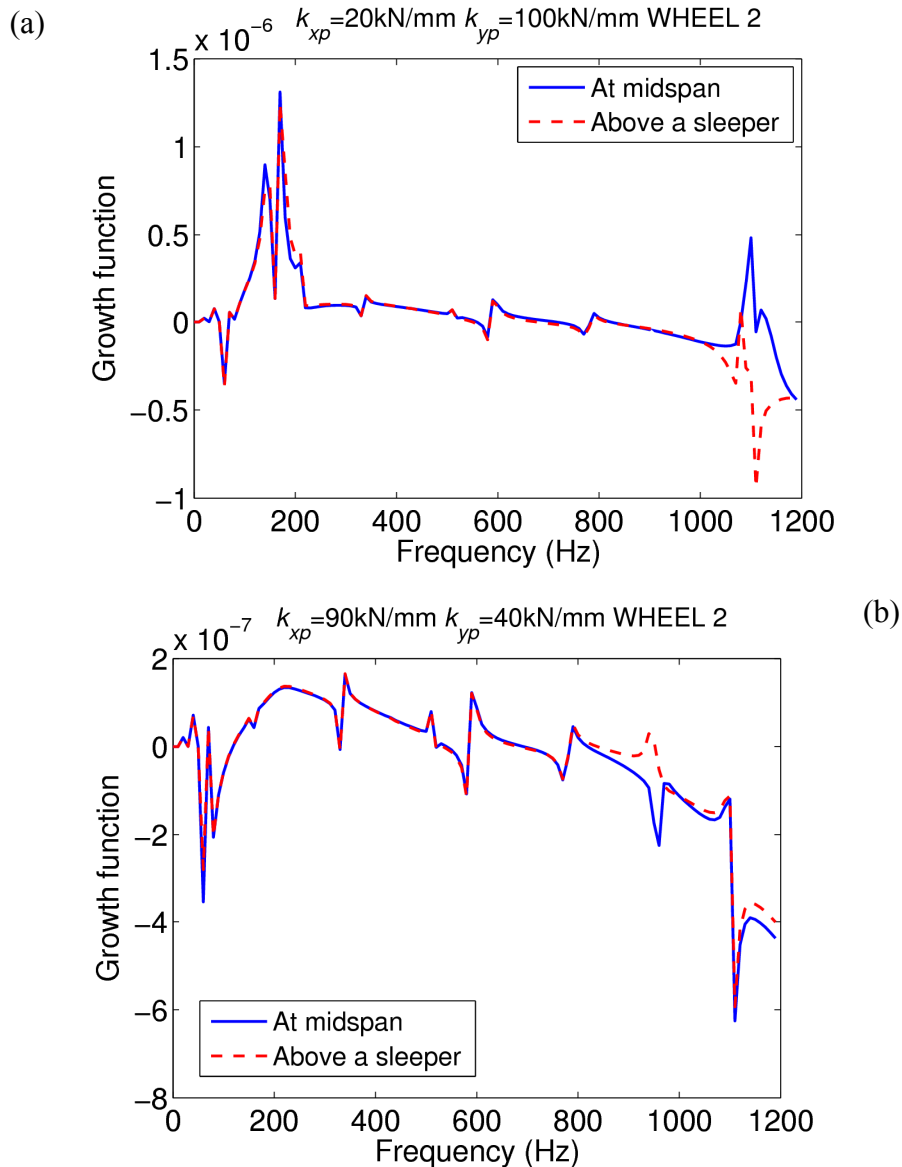 (a)
k_xp=20kN/mm k_yp=100kN/mm WHEEL 2
x 10^-6
1.5
1
0.5
0
−0.5
−1
Growth function
At midspan
Above a sleeper
0 200 400 600 800 1000 1200
Frequency (Hz)
(b)
k_xp=90kN/mm k_yp=40kN/mm WHEEL 2
x 10^-7
2
0
−2
−4
−6
−8
Growth function
At midspan
Above a sleeper
0 200 400 600 800 1000 1200
Frequency (Hz)